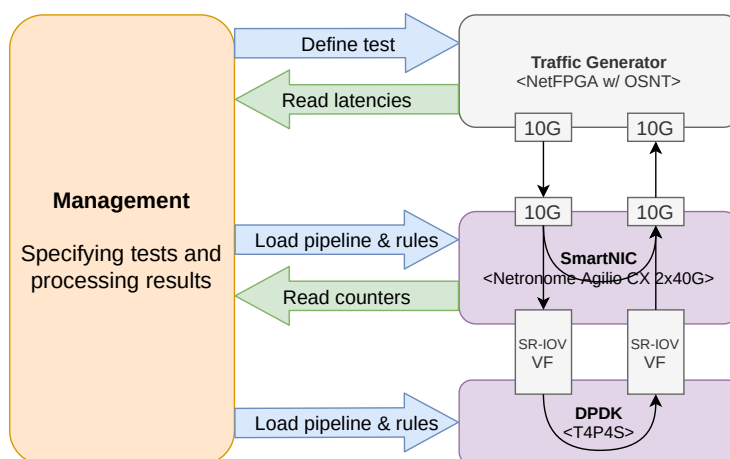 Define test
Traffic Generator
<NetFPGA w/ OSNT>
Read latencies
10G
10G
Management
Specifying tests and
processing results
10G
10G
Load pipeline & rules
SmartNIC
<Netronome Agilio CX 2x40G>
Read counters
SR-IOV
VF
SR-IOV
VF
Load pipeline & rules
DPDK
<T4P4S>